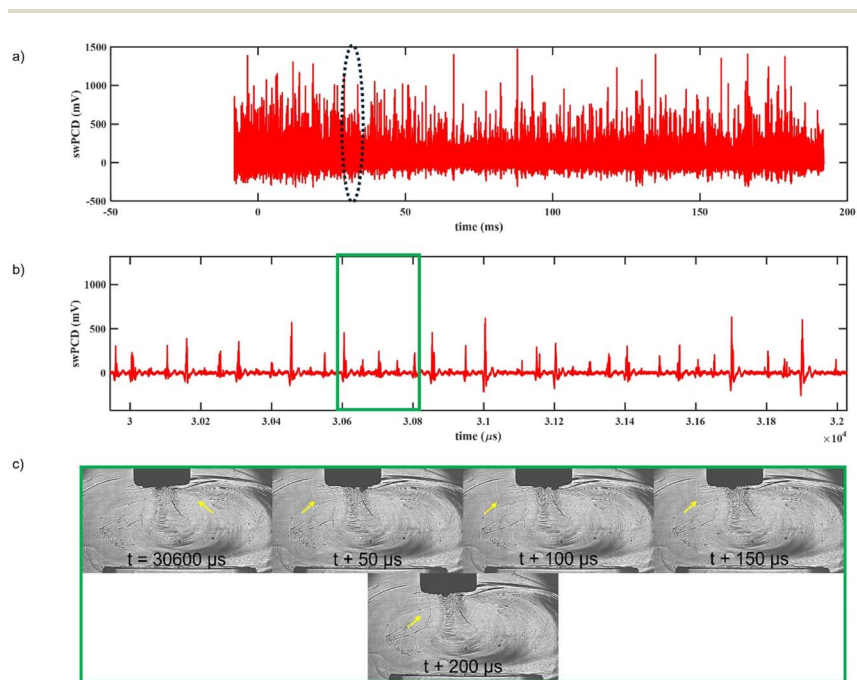 a)
1500
1000
500
0
-500
swPCD (mV)
-50 0 50 100 150 200
time (ms)
b)
1000
500
0
swPCD (mV)
3 3.02 3.04 3.06 3.08 3.1 3.12 3.14 3.16 3.18 3.2
time (μs)
×10⁴
c)
t = 30600 μs t + 50 μs t + 100 μs t + 150 μs
t + 200 μs